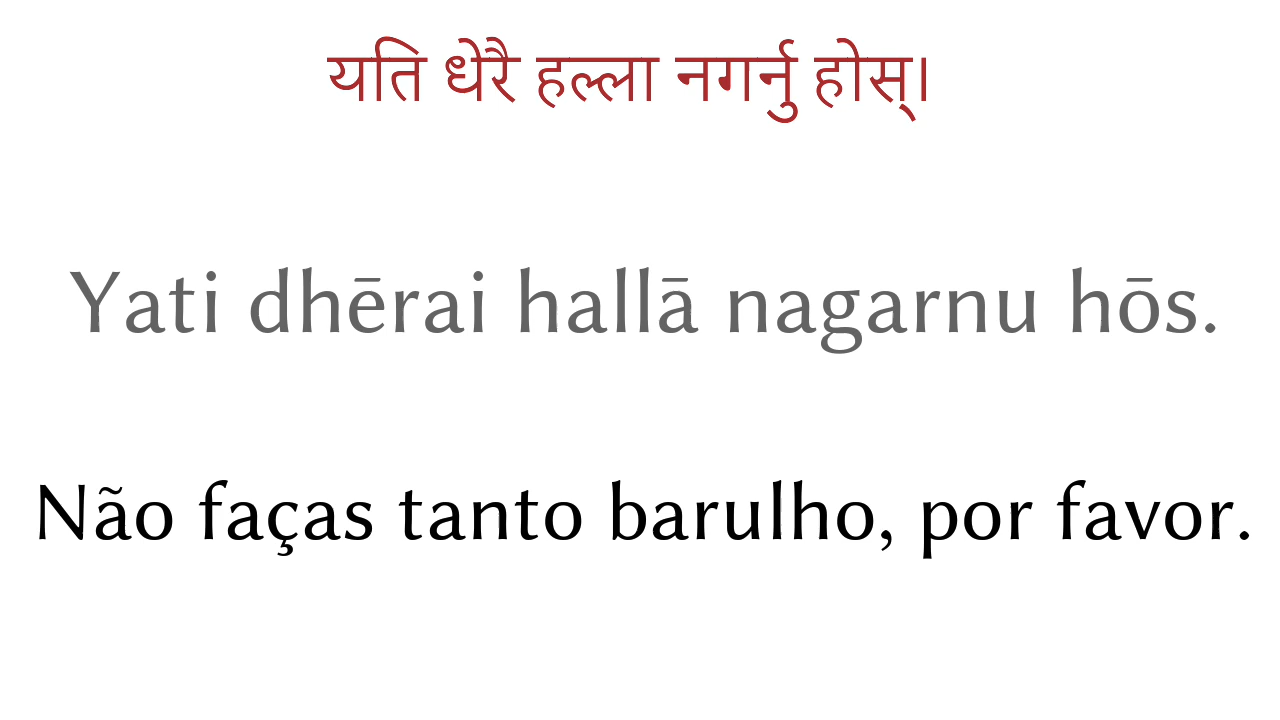 यति धेरै हल्ला नगर्नु होस्।
Yati dhērai hallā nagarnu hōs.
Não faças tanto barulho, por favor.